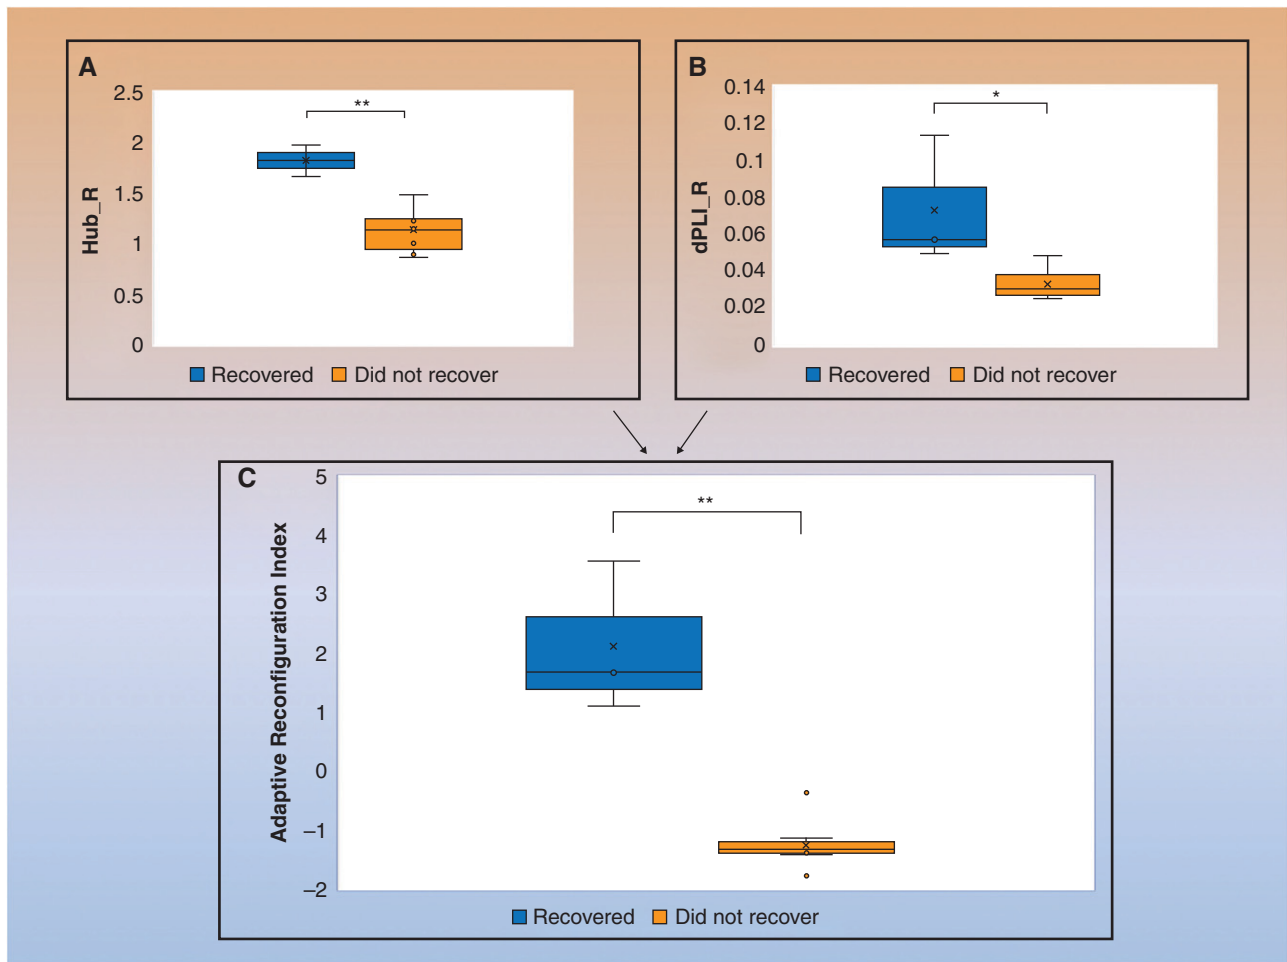 A
Hub_R
2.5
2
1.5
1
0.5
0
**
Recovered Did not recover
B
dPLI_R
0.14
0.12
0.1
0.08
0.06
0.04
0.02
0
*
Recovered Did not recover
C
Adaptive Reconfiguration Index
5
4
3
2
1
0
–1
–2
**
Recovered Did not recover